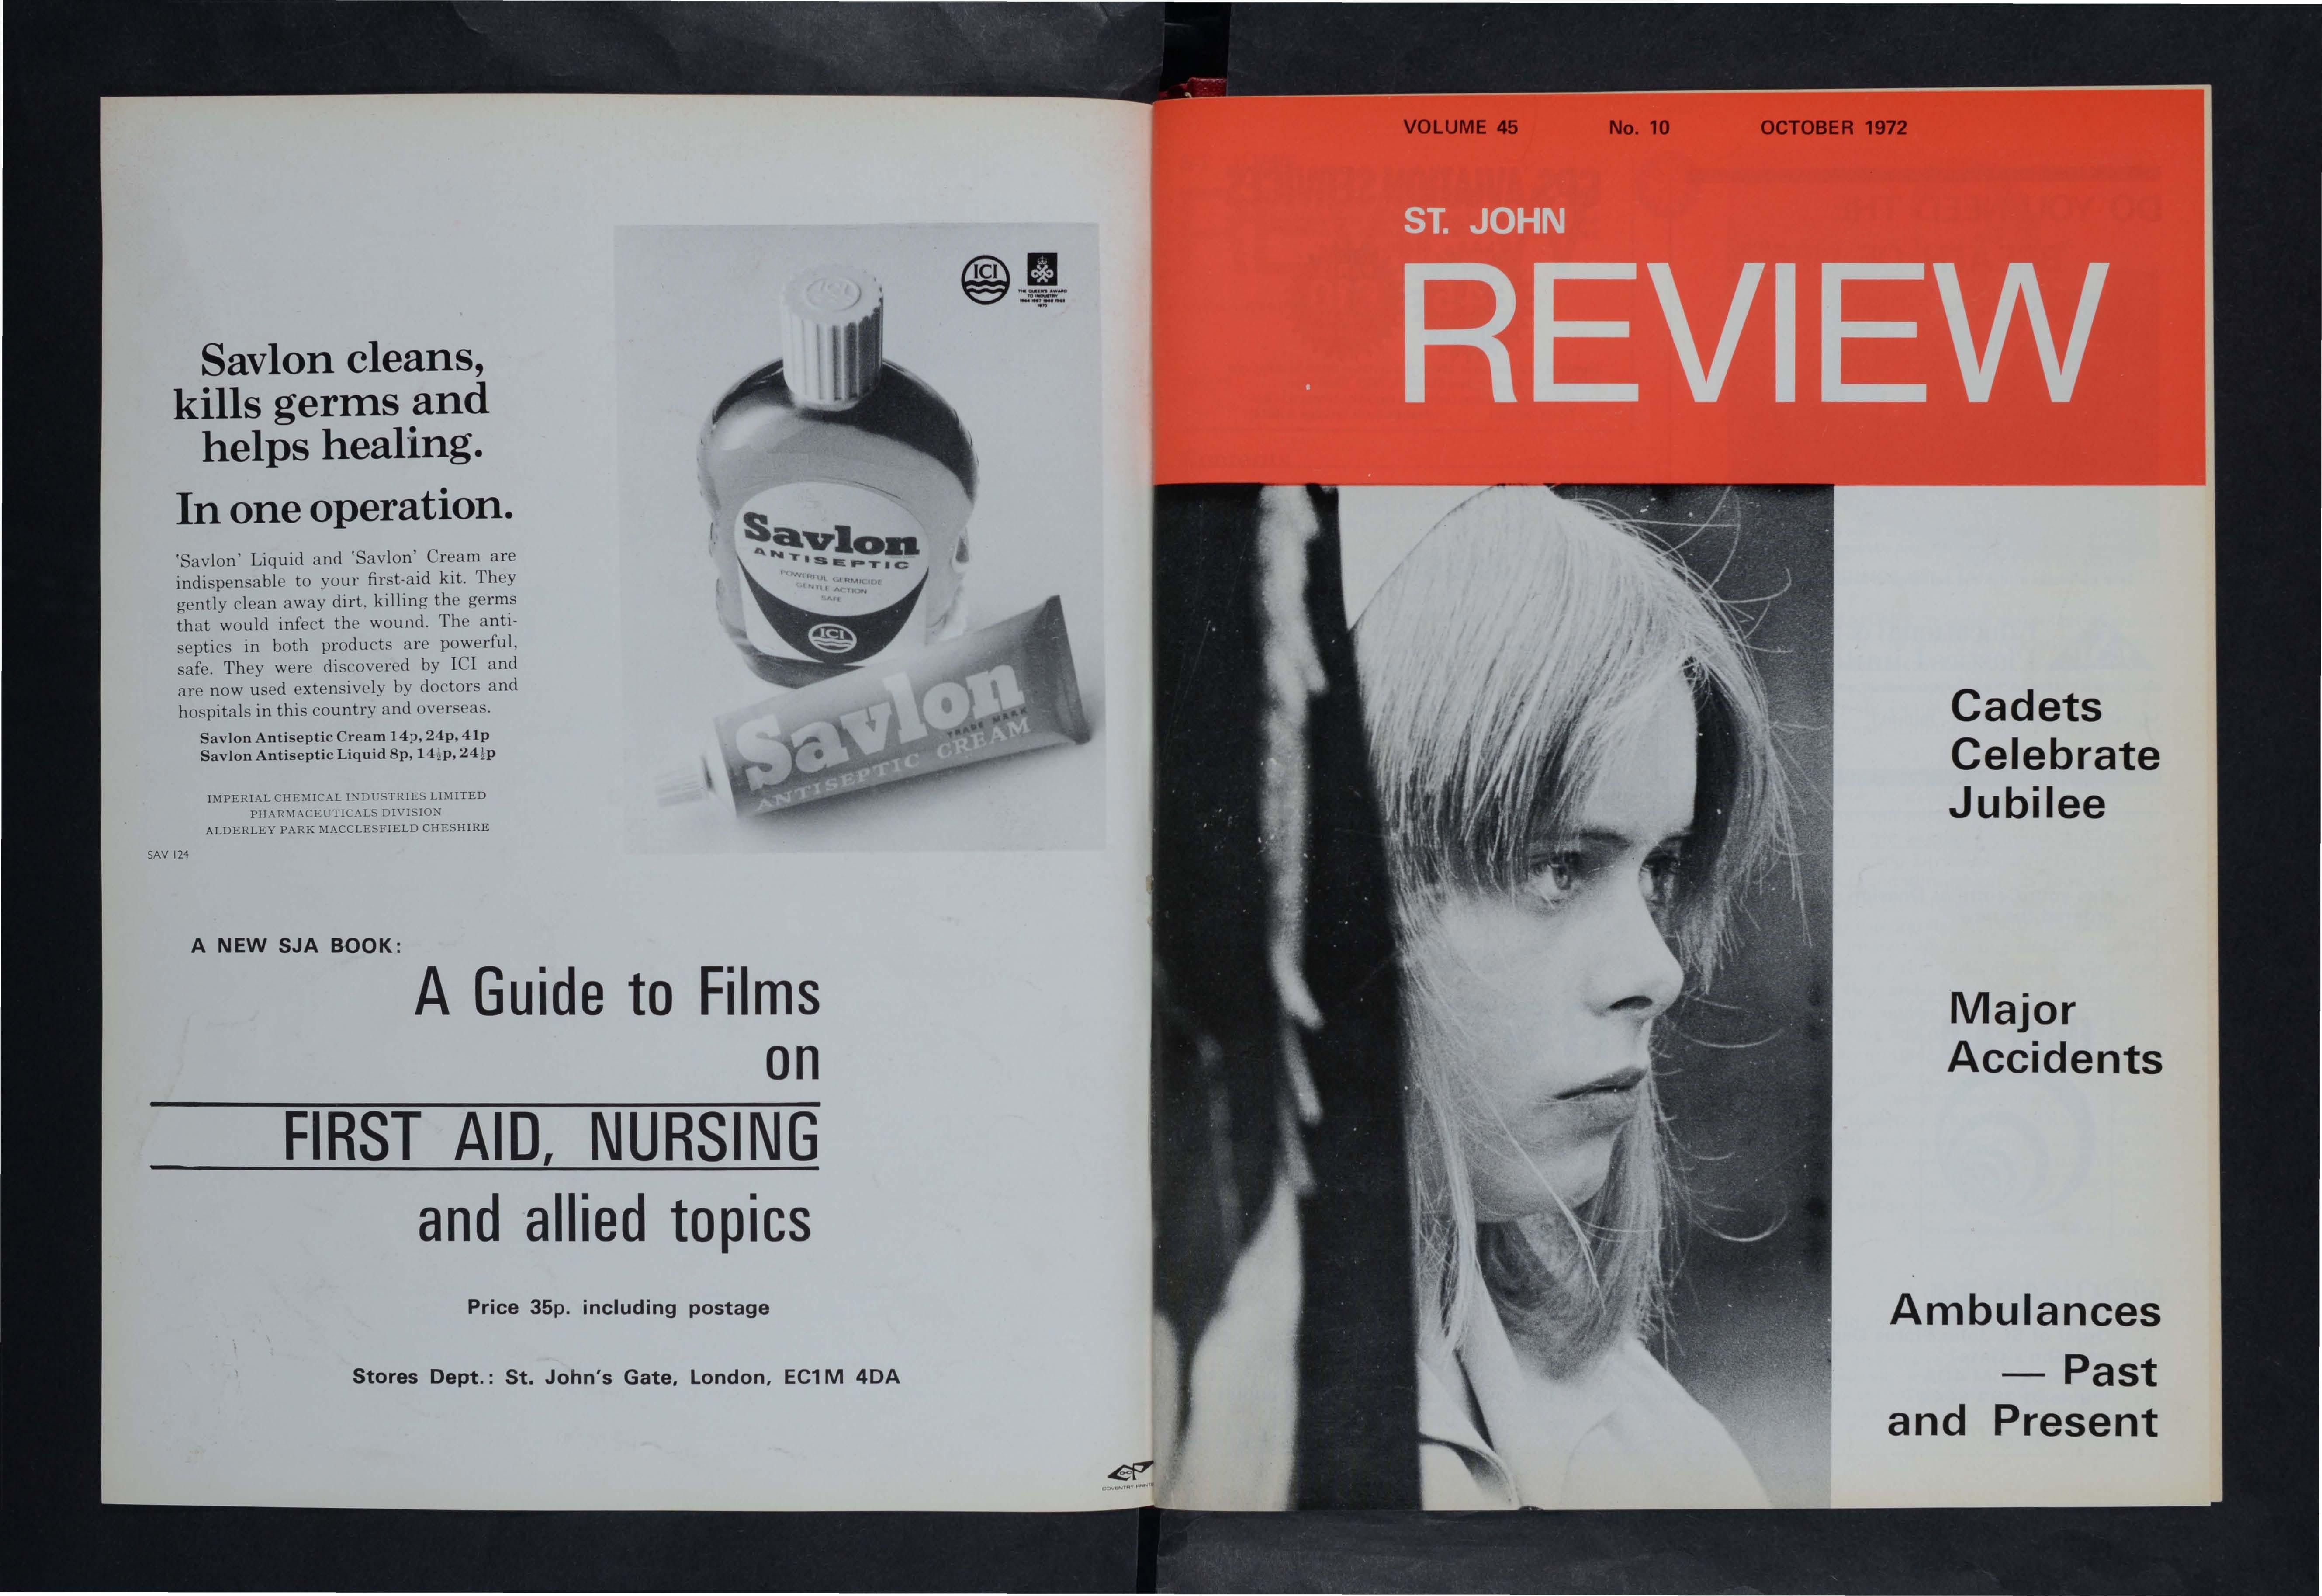 Savlon cleans,
kills germs and
helps healing.
In one operation.
'Savlon' Liquid and 'Savlon' Cream are
indispensable to your first-aid kit. They
gently clean away dirt, killing the germs
that would infect the wound. The anti-
septics in both products are powerful,
safe. They were discovered by ICI and
are now used extensively by doctors and
hospitals in this country and overseas.
Savlon Antiseptic Cream 14p, 24p, 41p
Savlon Antiseptic Liquid 8p, 14½p, 24½p
IMPERIAL CHEMICAL INDUSTRIES LIMITED
PHARMACEUTICALS DIVISION
ALDERLEY PARK MACCLESFIELD CHESHIRE
SAV 124
ICI
THE QUEEN'S AWARD
TO INDUSTRY
ICI
Savlon
ANTISEPTIC
POWERFUL GERMICIDE
GENTLE ACTION
SAFE
ICI
Savlon
TRADE MARK
ANTISEPTIC CREAM
A NEW SJA BOOK:
A Guide to Films
on
FIRST AID, NURSING
and allied topics
Price 35p. including postage
Stores Dept.: St. John's Gate, London, EC1M 4DA
COVENTRY
VOLUME 45 No. 10 OCTOBER 1972
ST. JOHN
REVIEW
Cadets
Celebrate
Jubilee
Major
Accidents
Ambulances
— Past
and Present